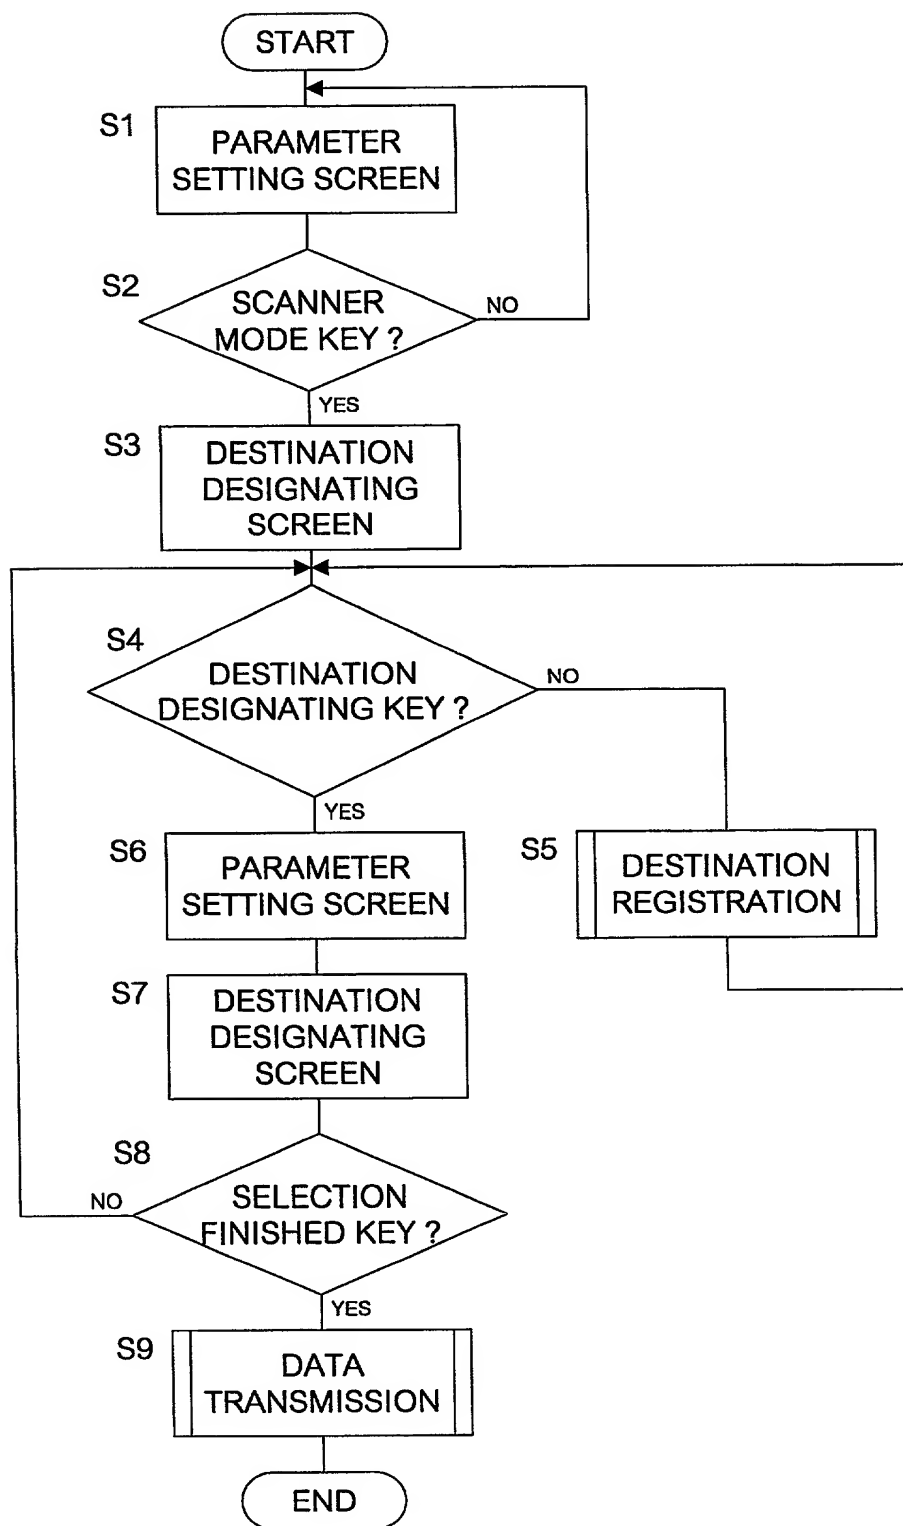 START
S1
PARAMETER
SETTING SCREEN
S2
SCANNER
MODE KEY ?
NO
YES
S3
DESTINATION
DESIGNATING
SCREEN
S4
DESTINATION
DESIGNATING KEY ?
NO
YES
S6
PARAMETER
SETTING SCREEN
S5
DESTINATION
REGISTRATION
S7
DESTINATION
DESIGNATING
SCREEN
S8
SELECTION
FINISHED KEY ?
NO
YES
S9
DATA
TRANSMISSION
END